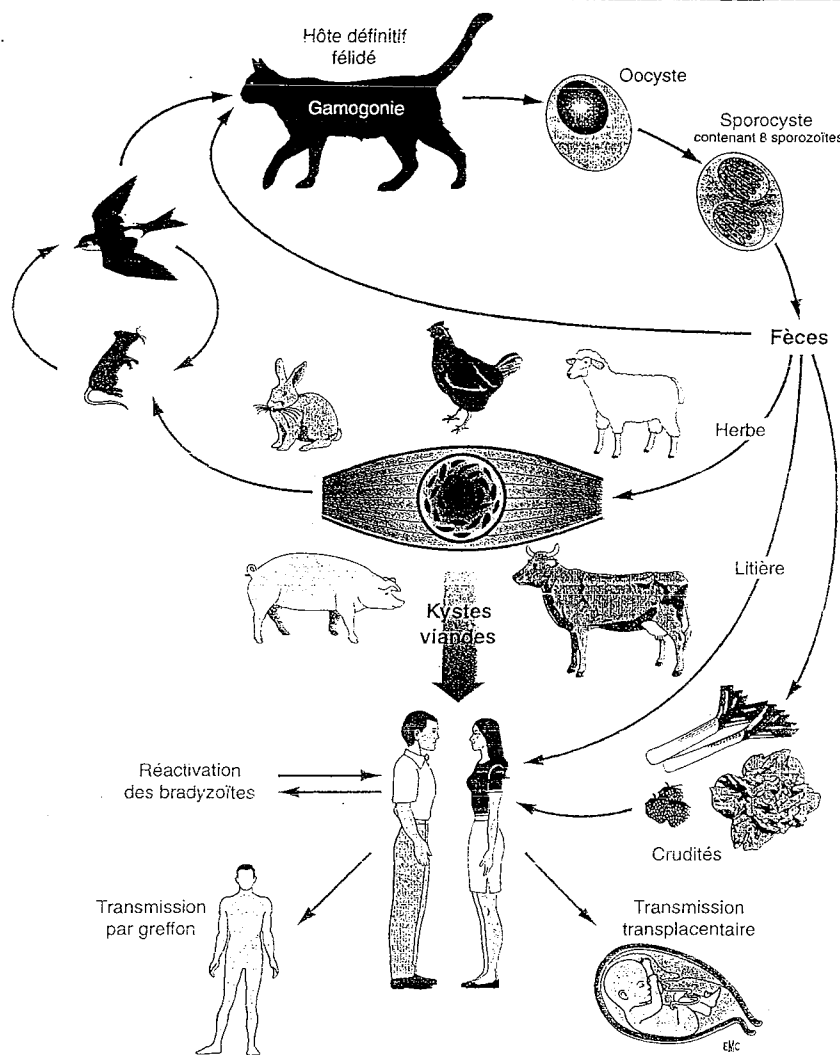 Hôte définitif
félidé
Gamogonie
Oocyste
Sporocyste
contenant 8 sporozoïtes
Fèces
Herbe
Litière
Kystes
viandes
Réactivation
des bradyzoïtes
Crudités
Transmission
par greffon
Transmission
transplacentaire
EMC